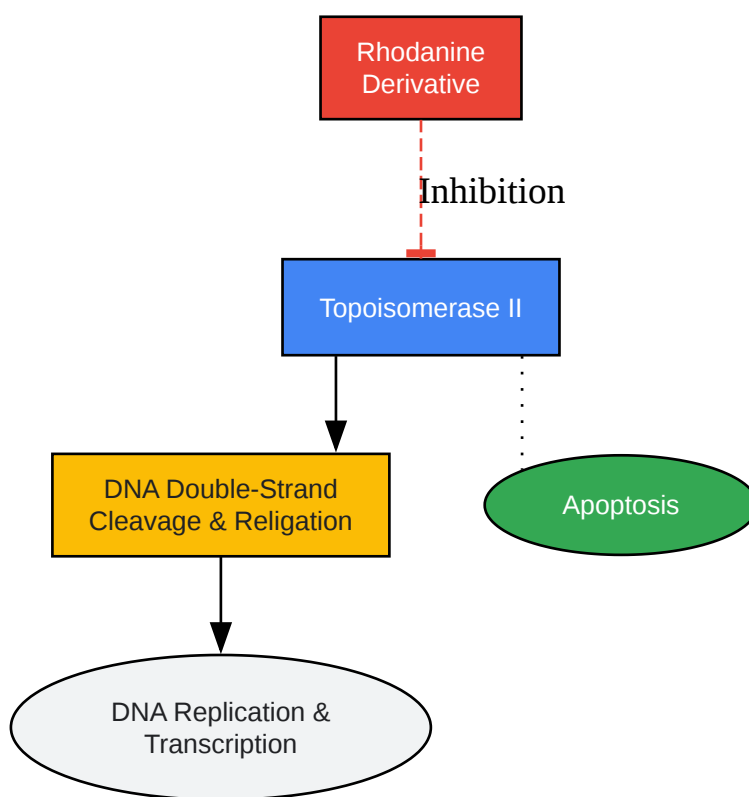 Rhodanine
Derivative
Inhibition
Topoisomerase II
DNA Double-Strand
Cleavage & Religation
Apoptosis
DNA Replication &
Transcription